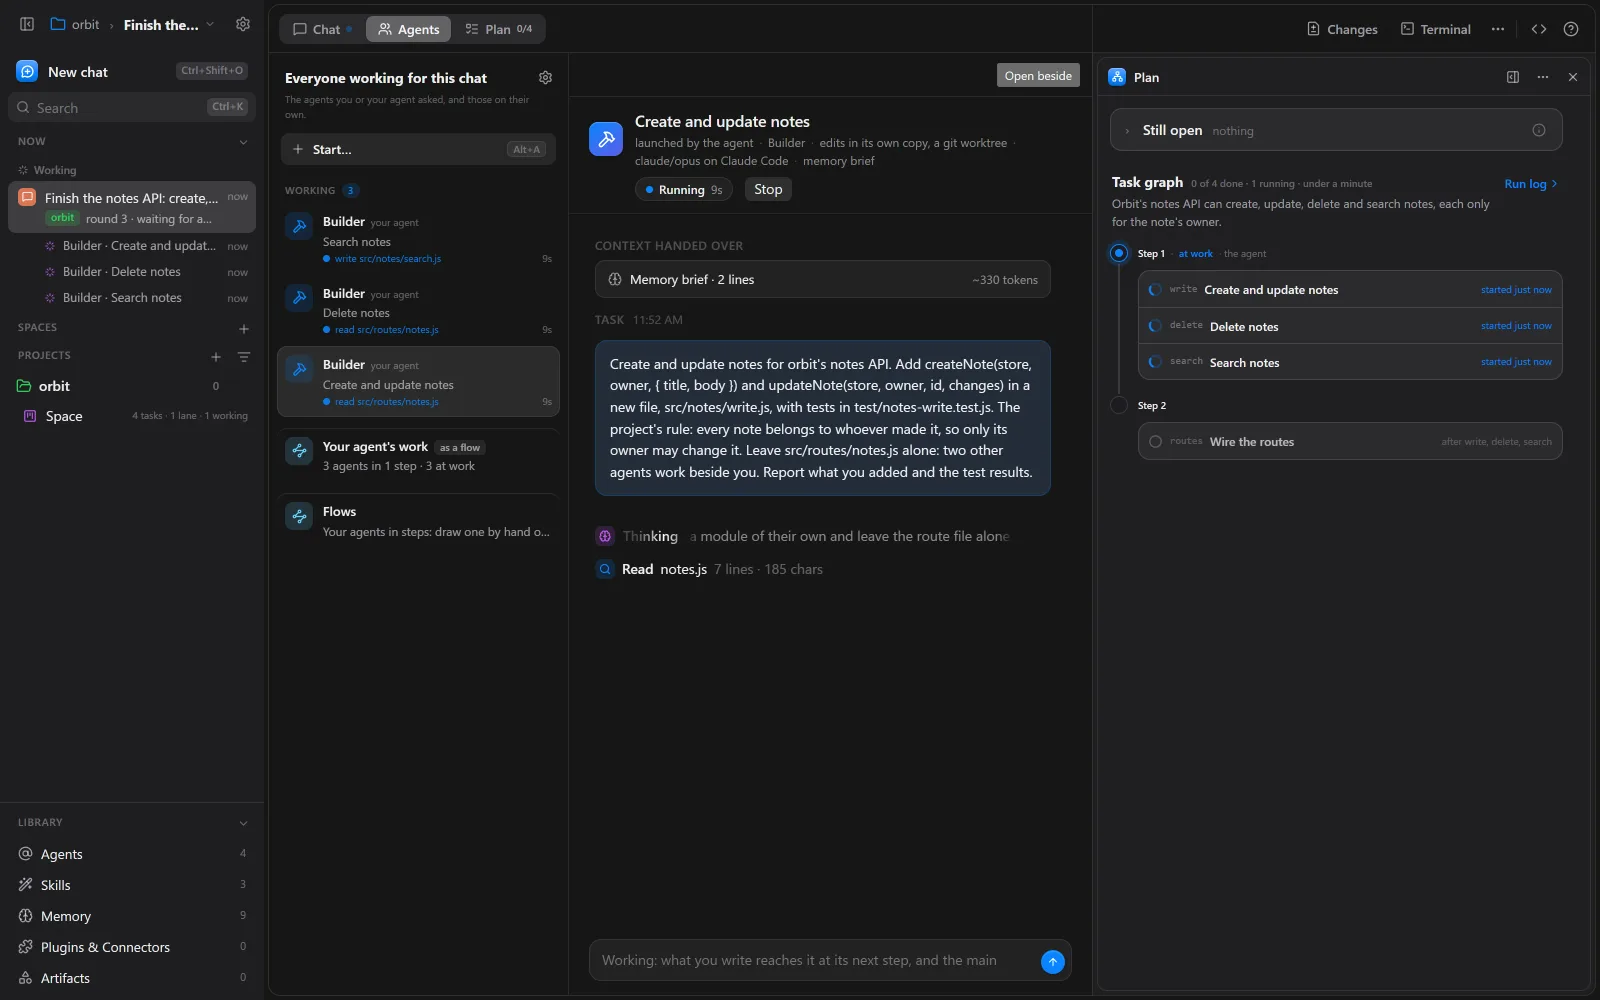 orbit › Finish the...
New chat Ctrl+Shift+O
Search Ctrl+K
NOW
Working
Finish the notes API: create,... now
orbit round 3 · waiting for a...
Builder · Create and updat... now
Builder · Delete notes now
Builder · Search notes now
SPACES
PROJECTS
orbit 0
Space 4 tasks · 1 lane · 1 working
LIBRARY
Agents 4
Skills 3
Memory 9
Plugins & Connectors 0
Artifacts 0
Chat
Agents
Plan 0/4
Everyone working for this chat
The agents you or your agent asked, and those on their
own.
Start... Alt+A
WORKING 3
Builder your agent
Search notes
write src/notes/search.js 9s
Builder your agent
Delete notes
read src/routes/notes.js 9s
Builder your agent
Create and update notes
read src/routes/notes.js 9s
Your agent's work as a flow
3 agents in 1 step · 3 at work
Flows
Your agents in steps: draw one by hand o...
Open beside
Create and update notes
launched by the agent · Builder · edits in its own copy, a git worktree ·
claude/opus on Claude Code · memory brief
Running 9s Stop
CONTEXT HANDED OVER
Memory brief · 2 lines ~330 tokens
TASK 11:52 AM
Create and update notes for orbit's notes API. Add createNote(store,
owner, { title, body }) and updateNote(store, owner, id, changes) in a
new file, src/notes/write.js, with tests in test/notes-write.test.js. The
project's rule: every note belongs to whoever made it, so only its
owner may change it. Leave src/routes/notes.js alone: two other
agents work beside you. Report what you added and the test results.
Thinking a module of their own and leave the route file alone
Read notes.js 7 lines · 185 chars
Working: what you write reaches it at its next step, and the main
Changes
Terminal
Plan
Still open nothing
Task graph 0 of 4 done · 1 running · under a minute Run log
Orbit's notes API can create, update, delete and search notes, each only
for the note's owner.
Step 1 · at work · the agent
write Create and update notes started just now
delete Delete notes started just now
search Search notes started just now
Step 2
routes Wire the routes after write, delete, search